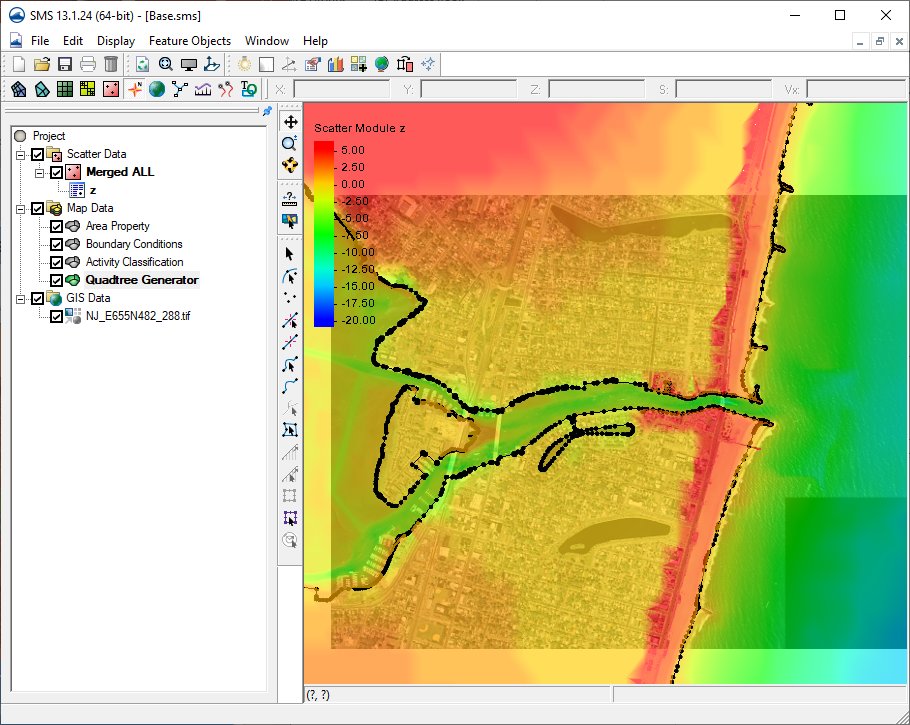 SMS 13.1.24 (64-bit) - [Base.sms]
File Edit Display Feature Objects Window Help
X: Y: Z: S: Vx:
Project
Scatter Data
Merged ALL
z
Map Data
Area Property
Boundary Conditions
Activity Classification
Quadtree Generator
GIS Data
NJ_E655N482_288.tif
Scatter Module z
5.00
2.50
0.00
-2.50
-5.00
-7.50
-10.00
-12.50
-15.00
-17.50
-20.00
(?, ?)